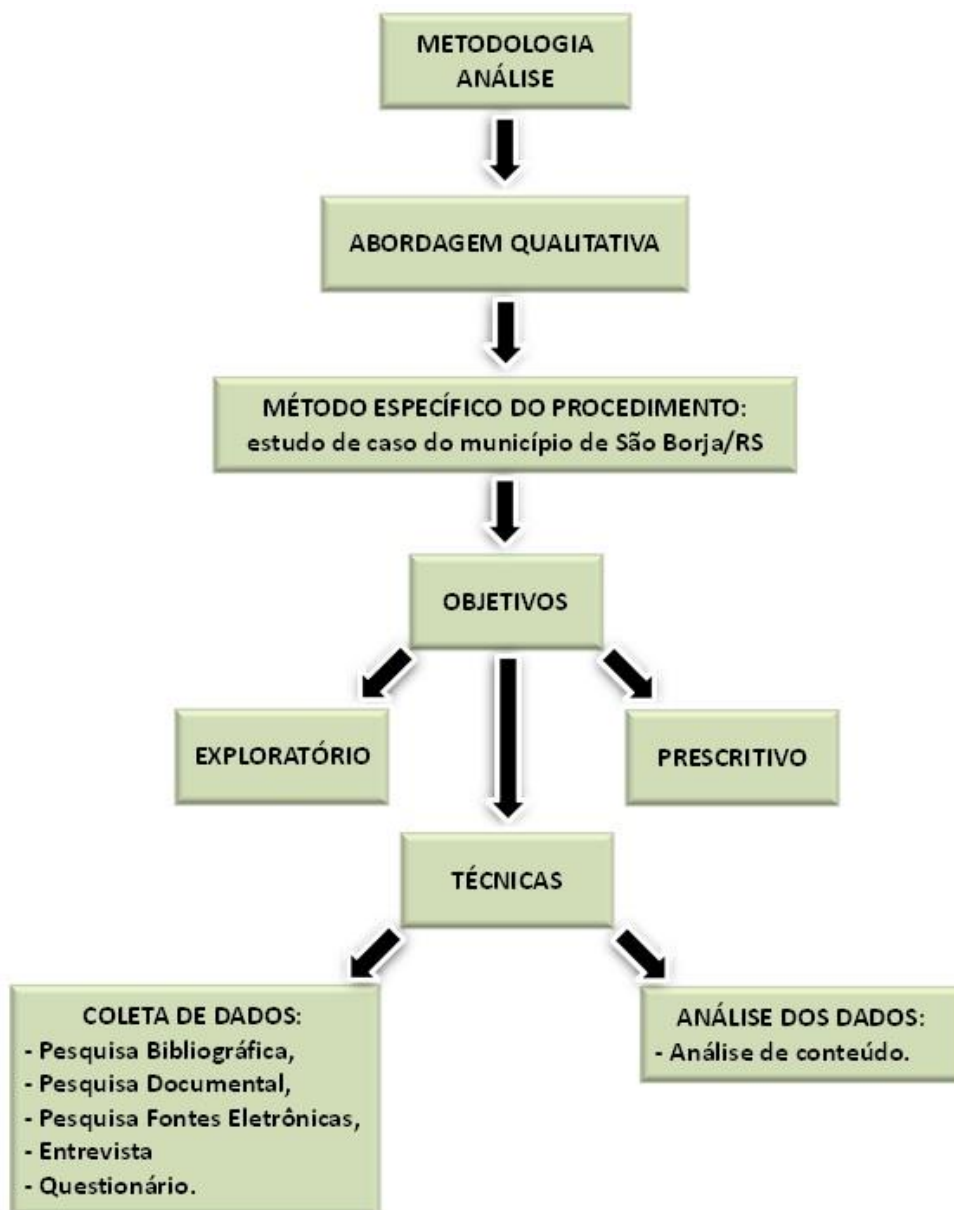 METODOLOGIA
ANÁLISE
ABORDAGEM QUALITATIVA
MÉTODO ESPECÍFICO DO PROCEDIMENTO:
estudo de caso do município de São Borja/RS
OBJETIVOS
EXPLORATÓRIO
PRESCRITIVO
TÉCNICAS
COLETA DE DADOS:
- Pesquisa Bibliográfica,
- Pesquisa Documental,
- Pesquisa Fontes Eletrônicas,
- Entrevista
- Questionário.
ANÁLISE DOS DADOS:
- Análise de conteúdo.